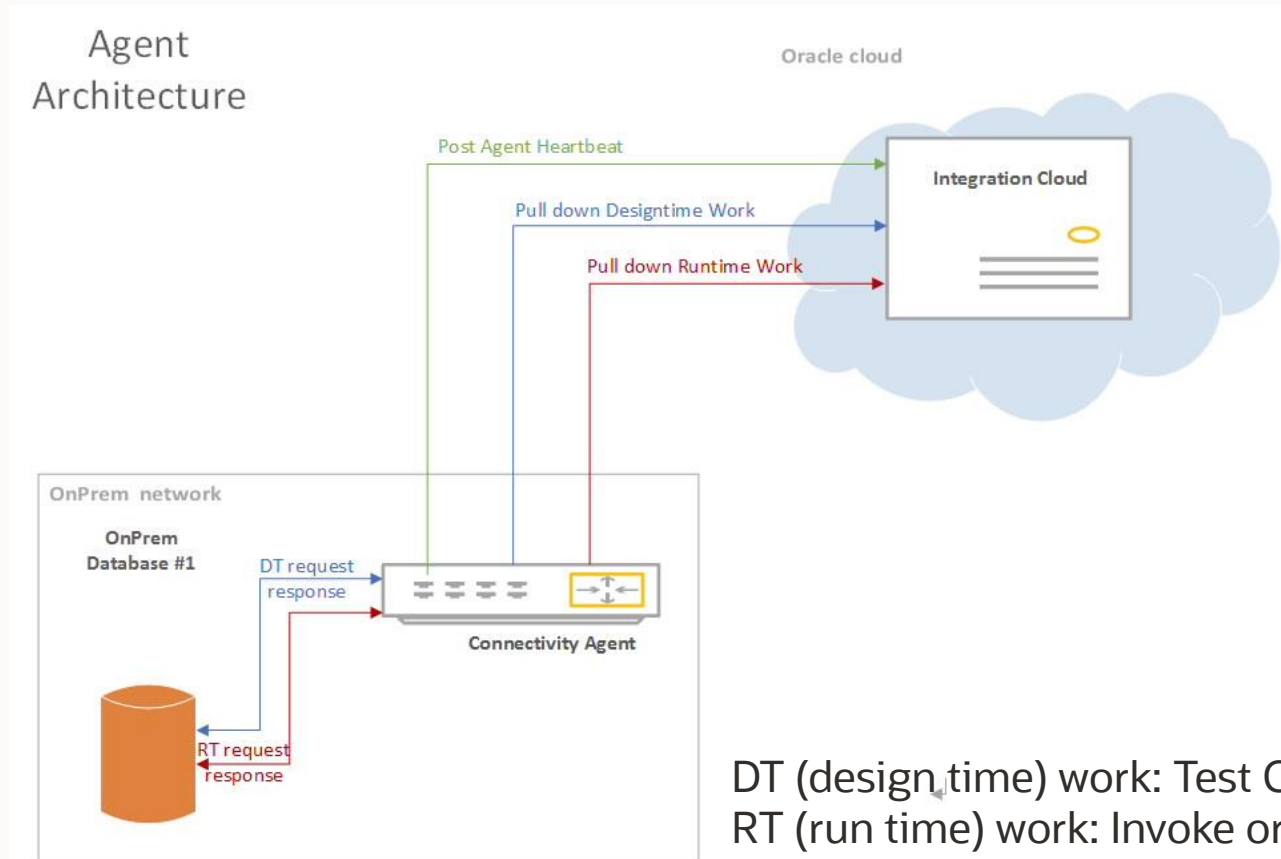 Agent
Architecture
Oracle cloud
Post Agent Heartbeat
Integration Cloud
Pull down Designtime Work
Pull down Runtime Work
OnPrem network
OnPrem
Database #1
DT request
response
Connectivity Agent
RT request
response
DT (design time) work: Test
RT (run time) work: Invoke or